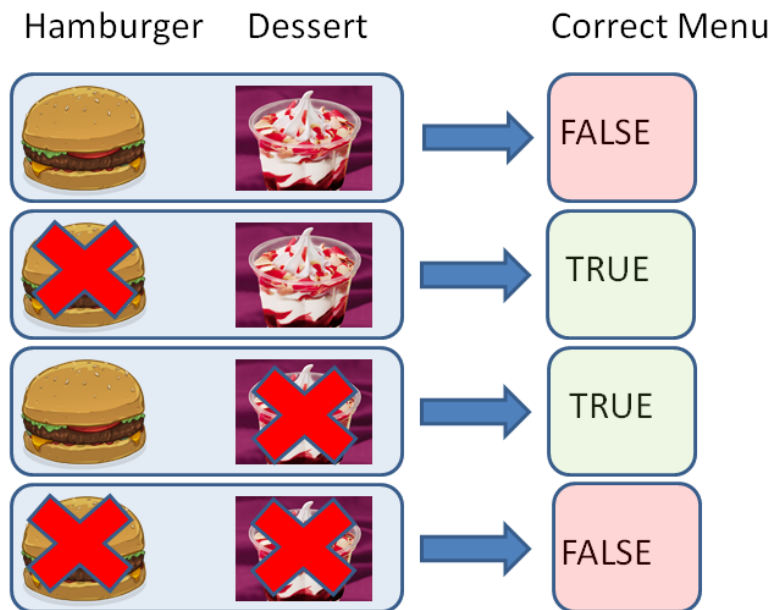 Hamburger Dessert Correct Menu
FALSE
TRUE
TRUE
FALSE